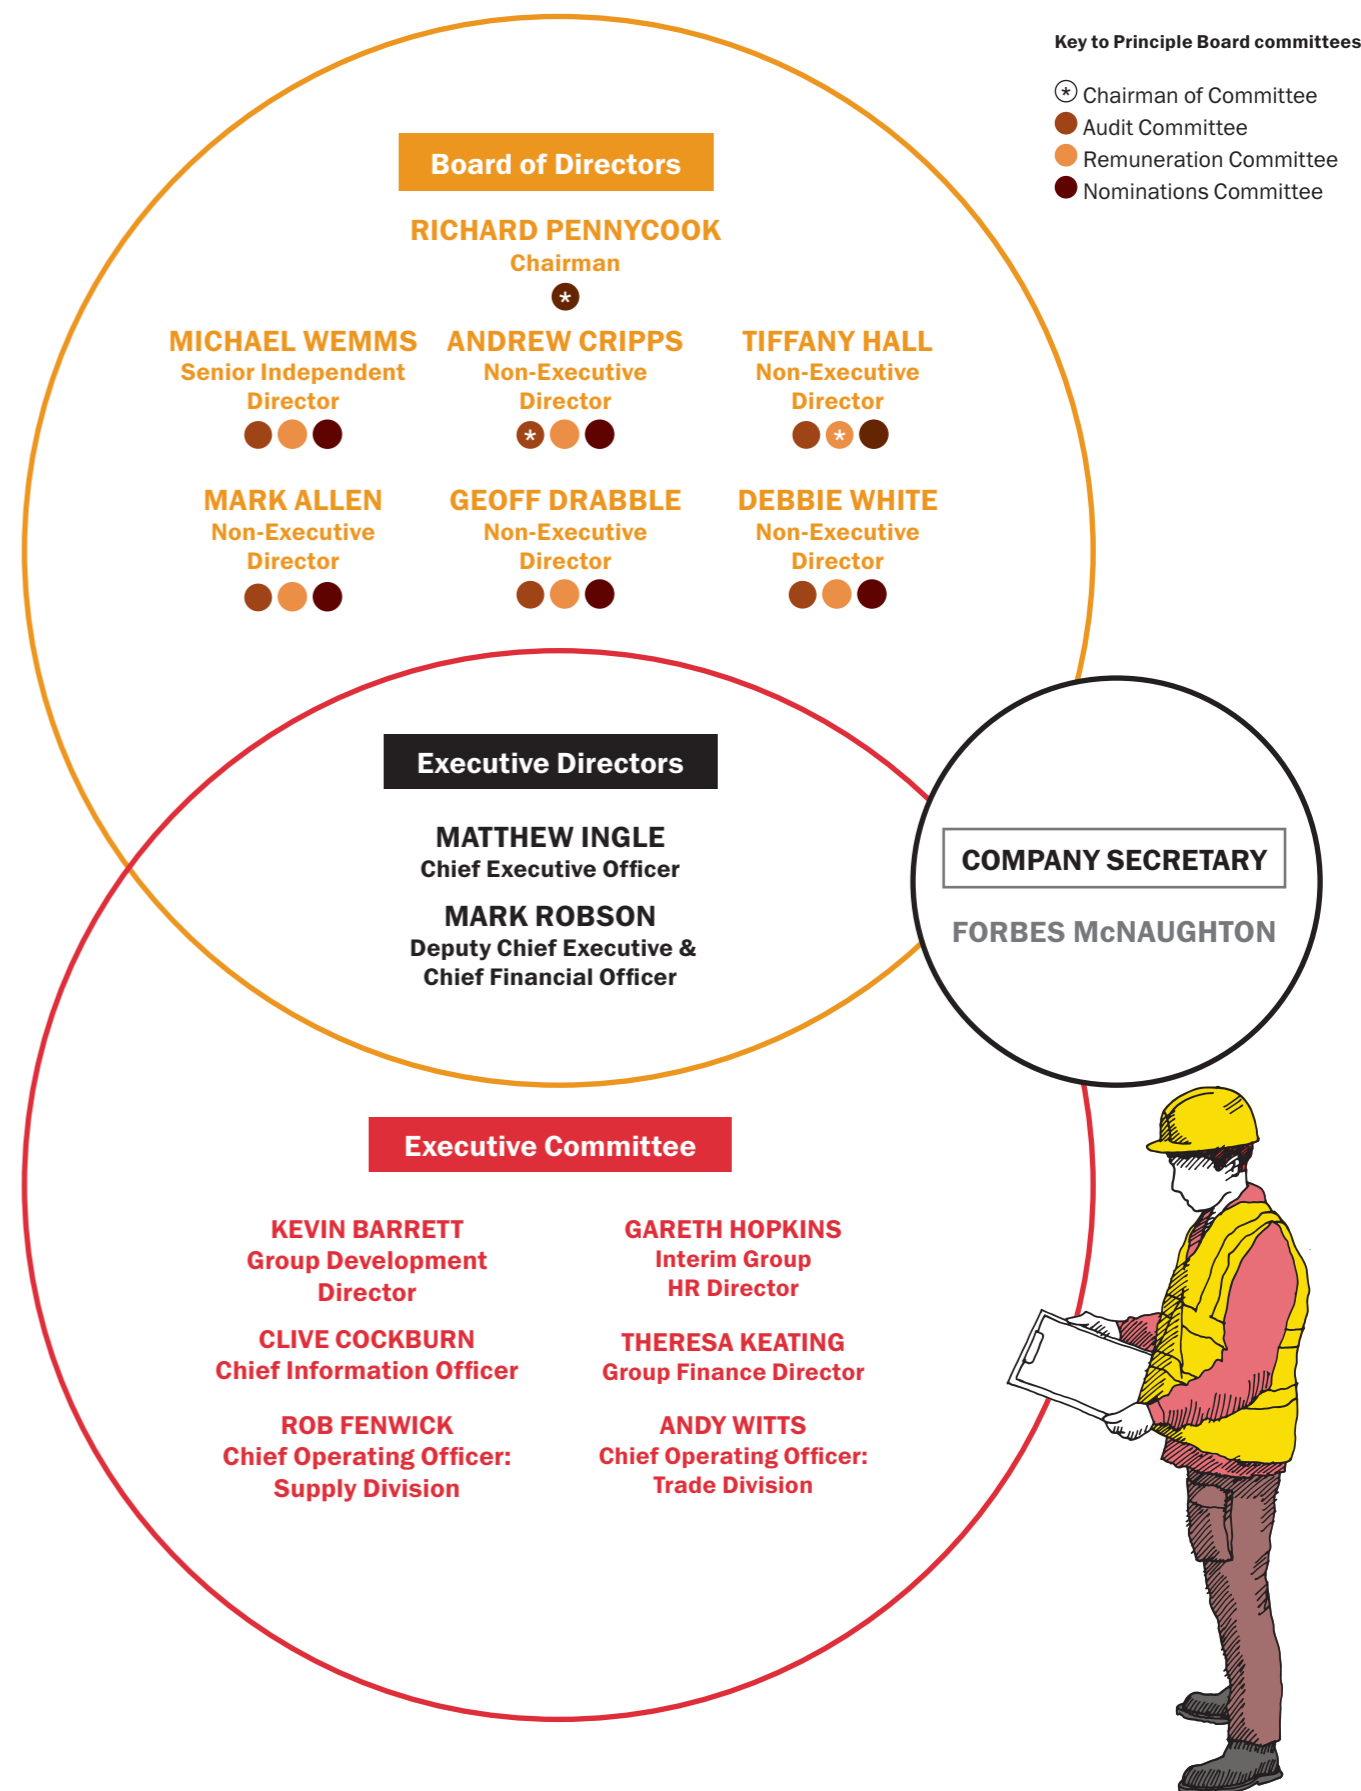 Key to Principle Board committees
* Chairman of Committee
Audit Committee
Remuneration Committee
Nominations Committee
Board of Directors
RICHARD PENNYCOOK
Chairman
*
MICHAEL WEMMS
Senior Independent
Director
ANDREW CRIPPS
Non-Executive
Director
*
TIFFANY HALL
Non-Executive
Director
*
MARK ALLEN
Non-Executive
Director
GEOFF DRABBLE
Non-Executive
Director
DEBBIE WHITE
Non-Executive
Director
Executive Directors
MATTHEW INGLE
Chief Executive Officer
MARK ROBSON
Deputy Chief Executive &
Chief Financial Officer
COMPANY SECRETARY
FORBES McNAUGHTON
Executive Committee
KEVIN BARRETT
Group Development
Director
GARETH HOPKINS
Interim Group
HR Director
CLIVE COCKBURN
Chief Information Officer
THERESA KEATING
Group Finance Director
ROB FENWICK
Chief Operating Officer:
Supply Division
ANDY WITTS
Chief Operating Officer:
Trade Division